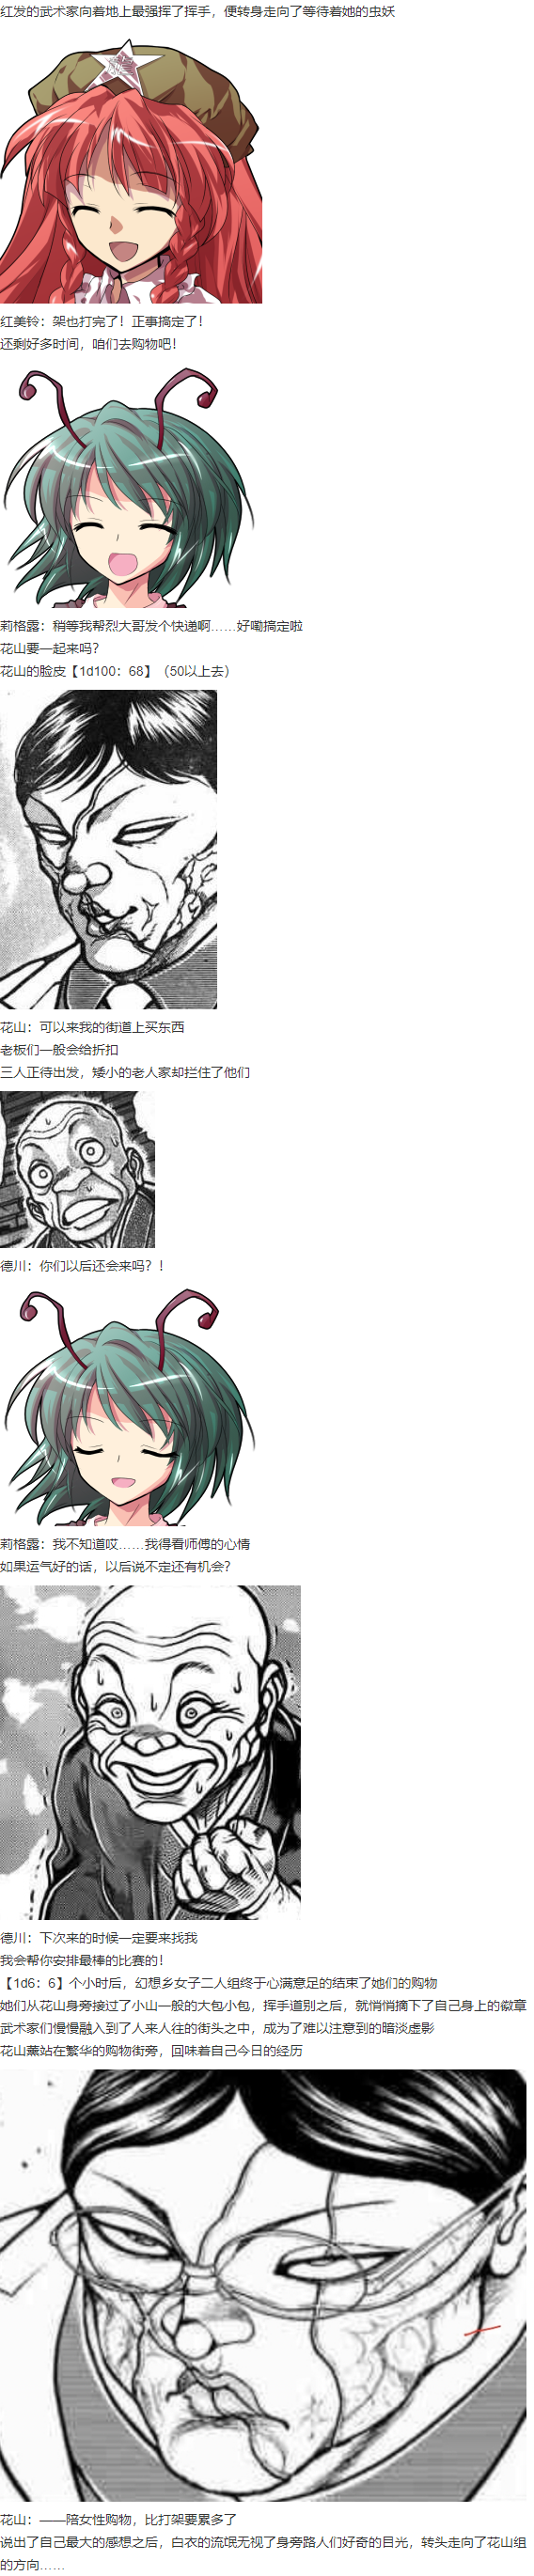 红发的武术家向着地上最强挥了挥手，便转身走向了等待着她的虫妖
红美铃：架也打完了！正事搞定了！
还剩好多时间，咱们去购物吧！
莉格露：稍等我帮烈大哥发个快递啊……好嘞搞定啦
花山要一起来吗？
花山的脸皮【1d100：68】（50以上去）
花山：可以来我的街道上买东西
老板们一般会给折扣
三人正待出发，矮小的老人家却拦住了他们
德川：你们以后还会来吗？！
莉格露：我不知道哎……我得看师傅的心情
如果运气好的话，以后说不定还有机会？
德川：下次来的时候一定要来找我
我会帮你安排最棒的比赛的！
【1d6：6】个小时后，幻想乡女子二人组终于心满意足的结束了她们的购物
她们从花山身旁接过了小山一般的大包小包，挥手道别之后，就悄悄摘下了自己身上的徽章
武术家们慢慢融入到了人来人往的街头之中，成为了难以注意到的暗淡虚影
花山薰站在繁华的购物街旁，回味着自己今日的经历
花山：——陪女性购物，比打架要累多了
说出了自己最大的感想之后，白衣的流氓无视了身旁路人们好奇的目光，转头走向了花山组
的方向……